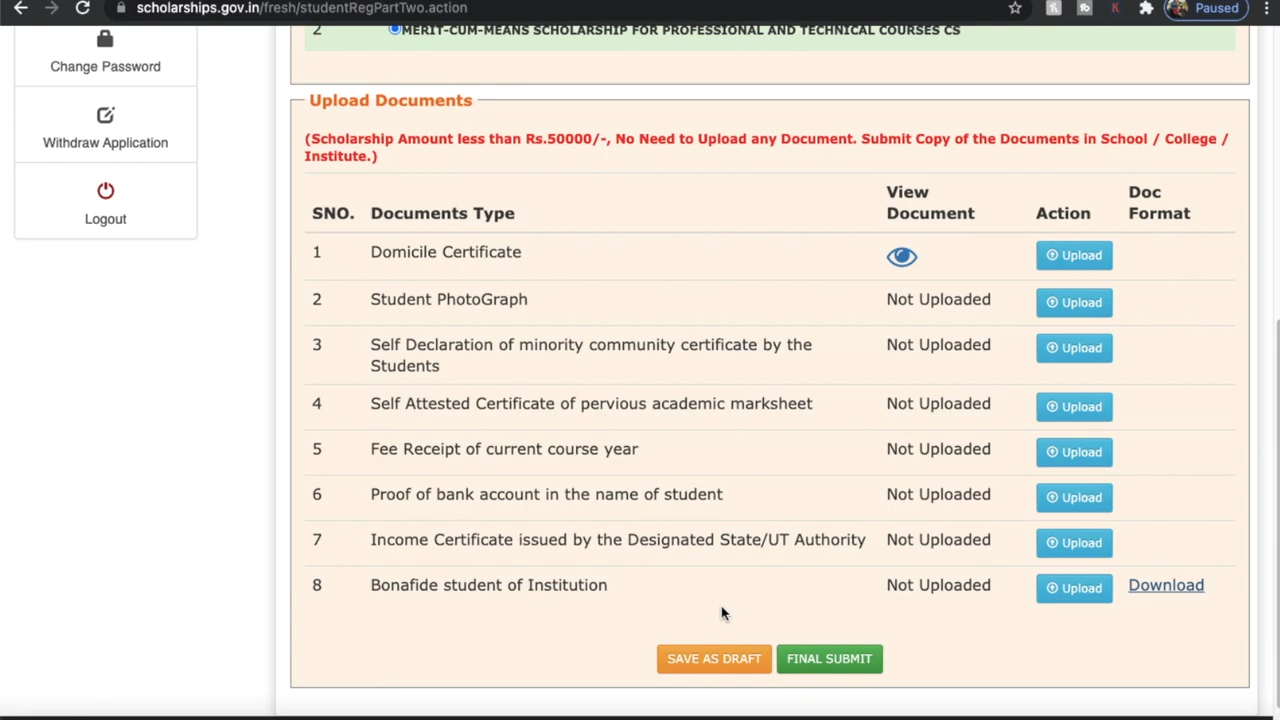 scholarships.gov.in/fresh/studentRegPartTwo.action
K
Paused
Change Password
Withdraw Application
Logout
2 MERIT-CUM-MEANS SCHOLARSHIP FOR PROFESSIONAL AND TECHNICAL COURSES CS
Upload Documents
(Scholarship Amount less than Rs.50000/-, No Need to Upload any Document. Submit Copy of the Documents in School / College /
Institute.)
SNO. Documents Type View Document Action Doc Format
1 Domicile Certificate Upload
2 Student PhotoGraph Not Uploaded Upload
3 Self Declaration of minority community certificate by the
Students Not Uploaded Upload
4 Self Attested Certificate of pervious academic marksheet Not Uploaded Upload
5 Fee Receipt of current course year Not Uploaded Upload
6 Proof of bank account in the name of student Not Uploaded Upload
7 Income Certificate issued by the Designated State/UT Authority Not Uploaded Upload
8 Bonafide student of Institution Not Uploaded Upload Download
SAVE AS DRAFT FINAL SUBMIT